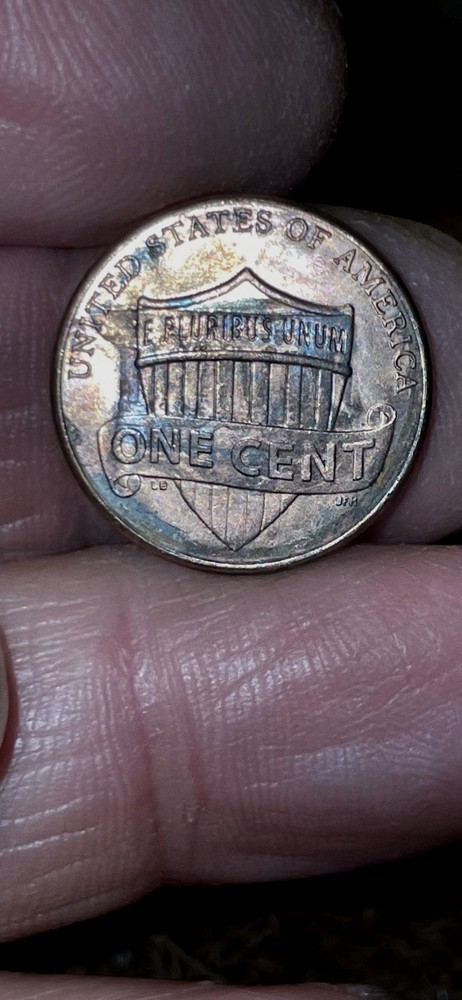 UNITED STATES OF AMERICA
E PLURIBUS UNUM
ONE CENT
LB
JFM